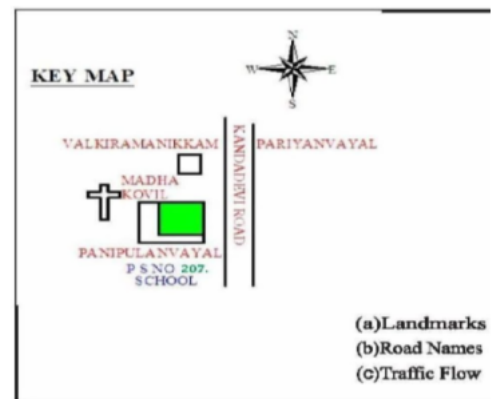 N
W E
S
KEY MAP
VALKIRAMANIKKAM
PARIYANVAYAL
KANDADEVI ROAD
MADHA
KOVIL
PANIPULANVAYAL
P S NO 207.
SCHOOL
(a)Landmarks
(b)Road Names
(c)Traffic Flow